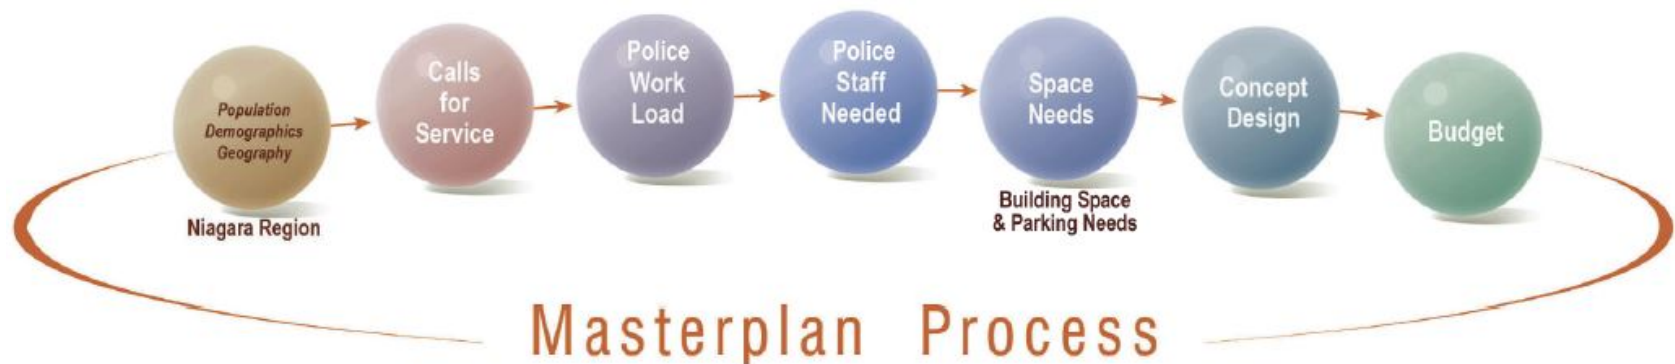 Population
Demographics
Geography
Niagara Region
Calls
for
Service
Police
Work
Load
Police
Staff
Needed
Space
Needs
Building Space
& Parking Needs
Concept
Design
Budget
Masterplan Process